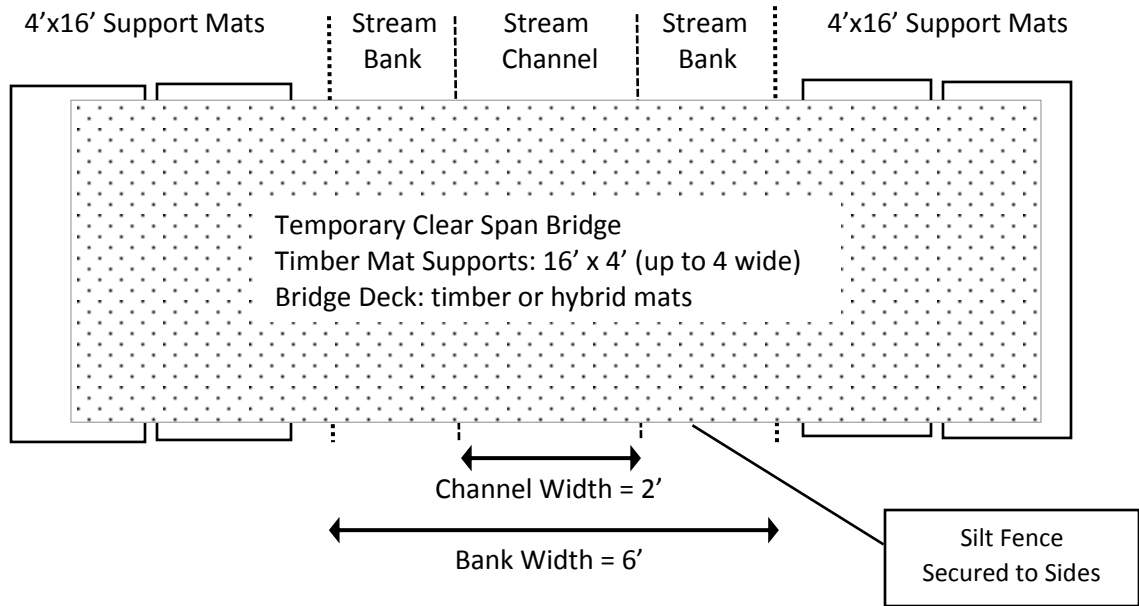 4’x16’ Support Mats
Stream
Bank
Stream
Channel
Stream
Bank
4’x16’ Support Mats
Temporary Clear Span Bridge
Timber Mat Supports: 16’ x 4’ (up to 4 wide)
Bridge Deck: timber or hybrid mats
Channel Width = 2’
Bank Width = 6’
Silt Fence
Secured to Sides